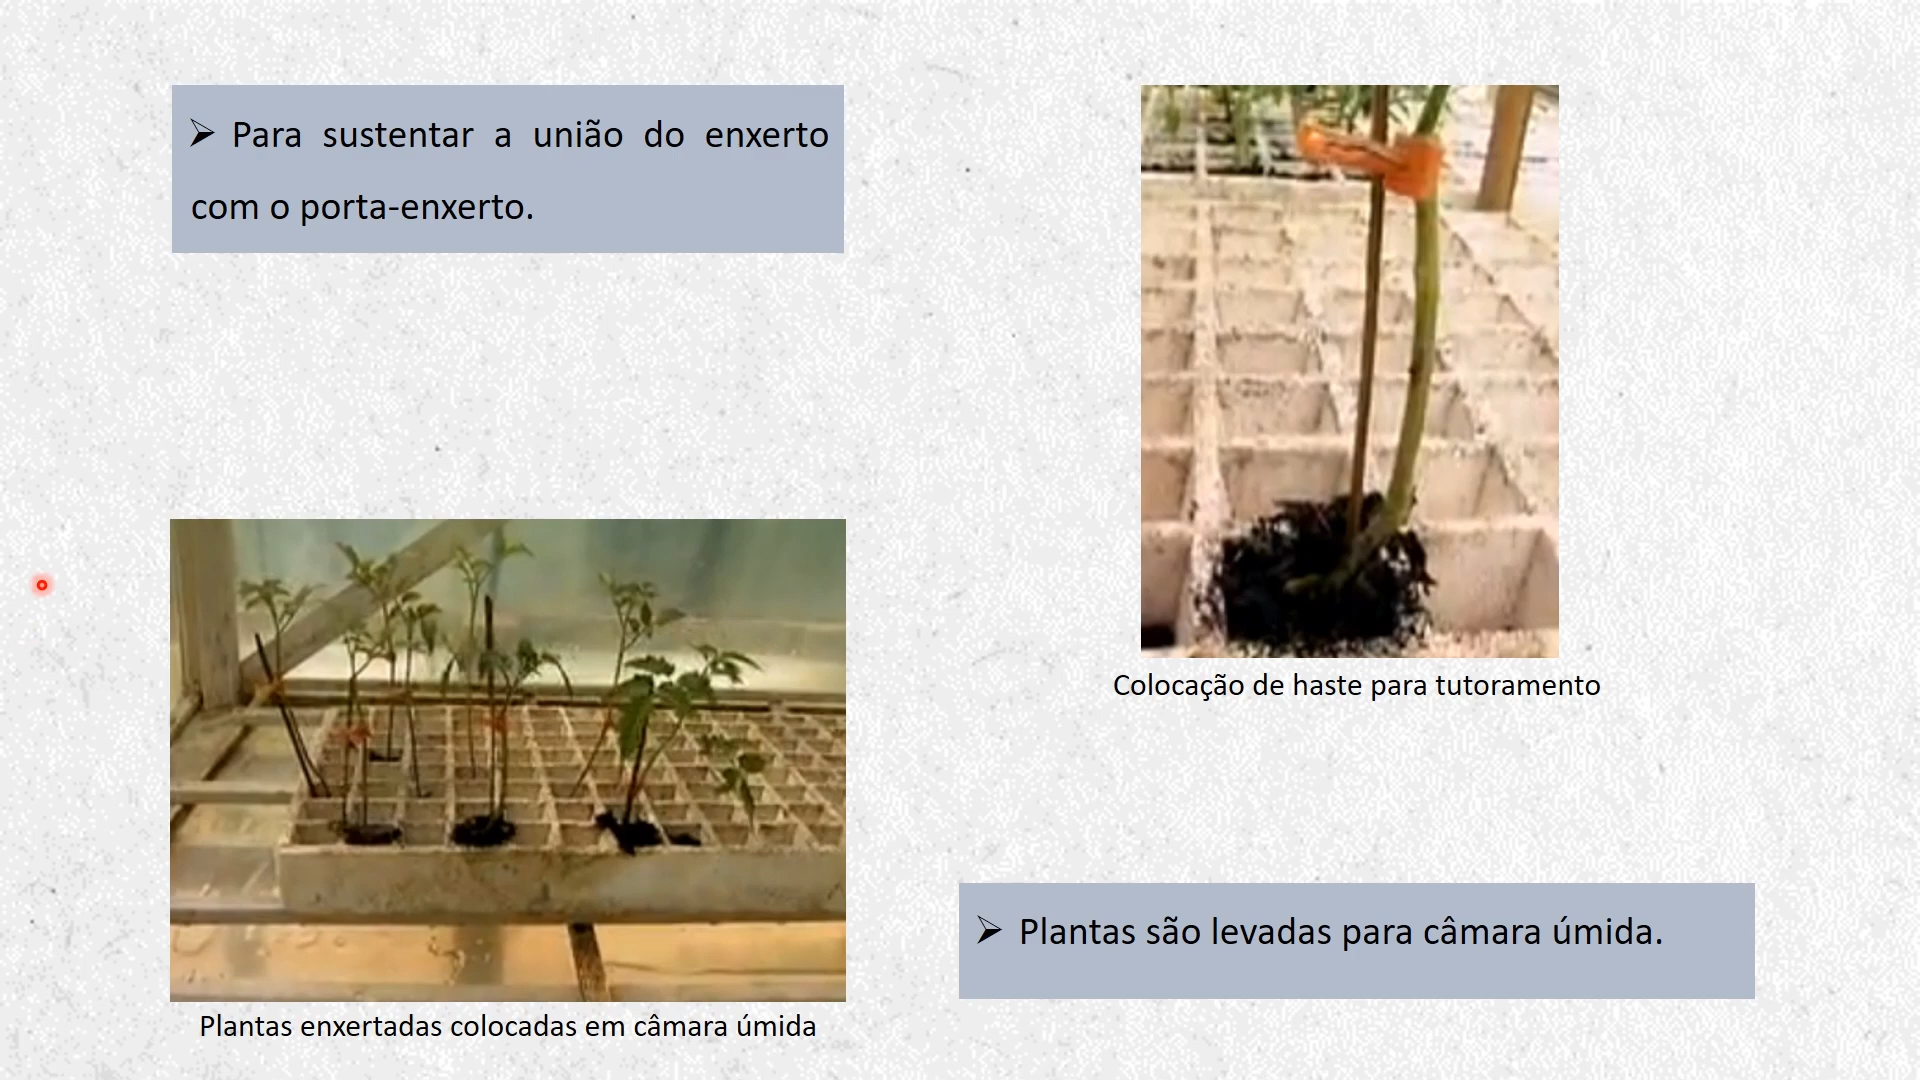 ➢ Para sustentar a união do enxerto
com o porta-enxerto.
Colocação de haste para tutoramento
➢ Plantas são levadas para câmara úmida.
Plantas enxertadas colocadas em câmara úmida